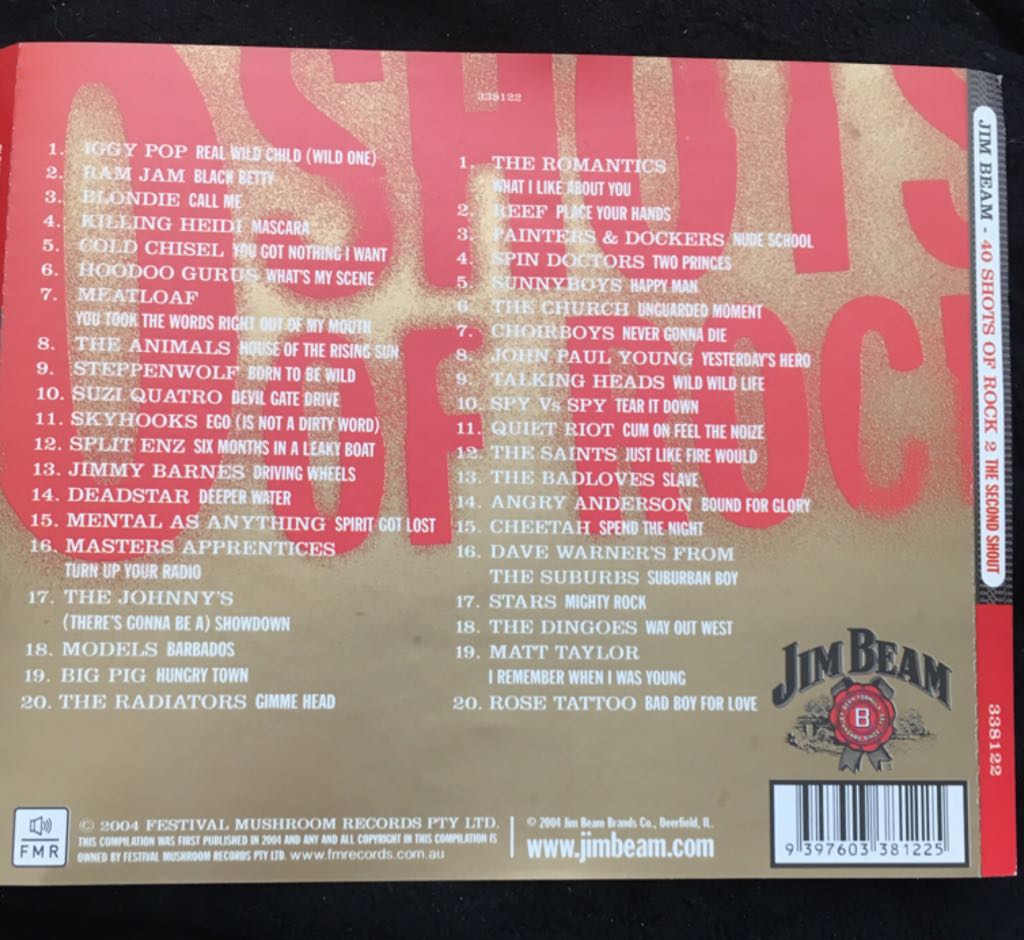 338122
1. IGGY POP REAL WILD CHILD (WILD ONE)
2. RAM JAM BLACK BETTY
3. BLONDIE CALL ME
4. KILLING HEIDI MASCARA
5. COLD CHISEL YOU GOT NOTHING I WANT
6. HOODOO GURUS WHAT'S MY SCENE
7. MEATLOAF
YOU TOOK THE WORDS RIGHT OUT OF MY MOUTH
8. THE ANIMALS HOUSE OF THE RISING SUN
9. STEPPENWOLF BORN TO BE WILD
10. SUZI QUATRO DEVIL GATE DRIVE
11. SKYHOOKS EGO (IS NOT A DIRTY WORD)
12. SPLIT ENZ SIX MONTHS IN A LEAKY BOAT
13. JIMMY BARNES DRIVING WHEELS
14. DEADSTAR DEEPER WATER
15. MENTAL AS ANYTHING SPIRIT GOT LOST
16. MASTERS APPRENTICES
TURN UP YOUR RADIO
17. THE JOHNNY'S
(THERE'S GONNA BE A) SHOWDOWN
18. MODELS BARBADOS
19. BIG PIG HUNGRY TOWN
20. THE RADIATORS GIMME HEAD
1. THE ROMANTICS
WHAT I LIKE ABOUT YOU
2. REEF PLACE YOUR HANDS
3. PAINTERS & DOCKERS NUDE SCHOOL
4. SPIN DOCTORS TWO PRINCES
5. SUNNYBOYS HAPPY MAN
6. THE CHURCH UNGUARDED MOMENT
7. CHOIRBOYS NEVER GONNA DIE
8. JOHN PAUL YOUNG YESTERDAY'S HERO
9. TALKING HEADS WILD WILD LIFE
10. SPY Vs SPY TEAR IT DOWN
11. QUIET RIOT CUM ON FEEL THE NOIZE
12. THE SAINTS JUST LIKE FIRE WOULD
13. THE BADLOVES SLAVE
14. ANGRY ANDERSON BOUND FOR GLORY
15. CHEETAH SPEND THE NIGHT
16. DAVE WARNER'S FROM
THE SUBURBS SUBURBAN BOY
17. STARS MIGHTY ROCK
18. THE DINGOES WAY OUT WEST
19. MATT TAYLOR
I REMEMBER WHEN I WAS YOUNG
20. ROSE TATTOO BAD BOY FOR LOVE
0 SHOTS
OF ROC
JIM BEAM
B
FMR
© 2004 FESTIVAL MUSHROOM RECORDS PTY LTD.
THIS COMPILATION WAS FIRST PUBLISHED IN 2004 AND ANY AND ALL COPYRIGHT IN THIS COMPILATION IS
OWNED BY FESTIVAL MUSHROOM RECORDS PTY LTD. www.fmrecords.com.au
© 2004 Jim Beam Brands Co., Deerfield, IL.
www.jimbeam.com
9 397603 381225
JIM BEAM - 40 SHOTS OF ROCK 2 THE SECOND SHOUT
338122